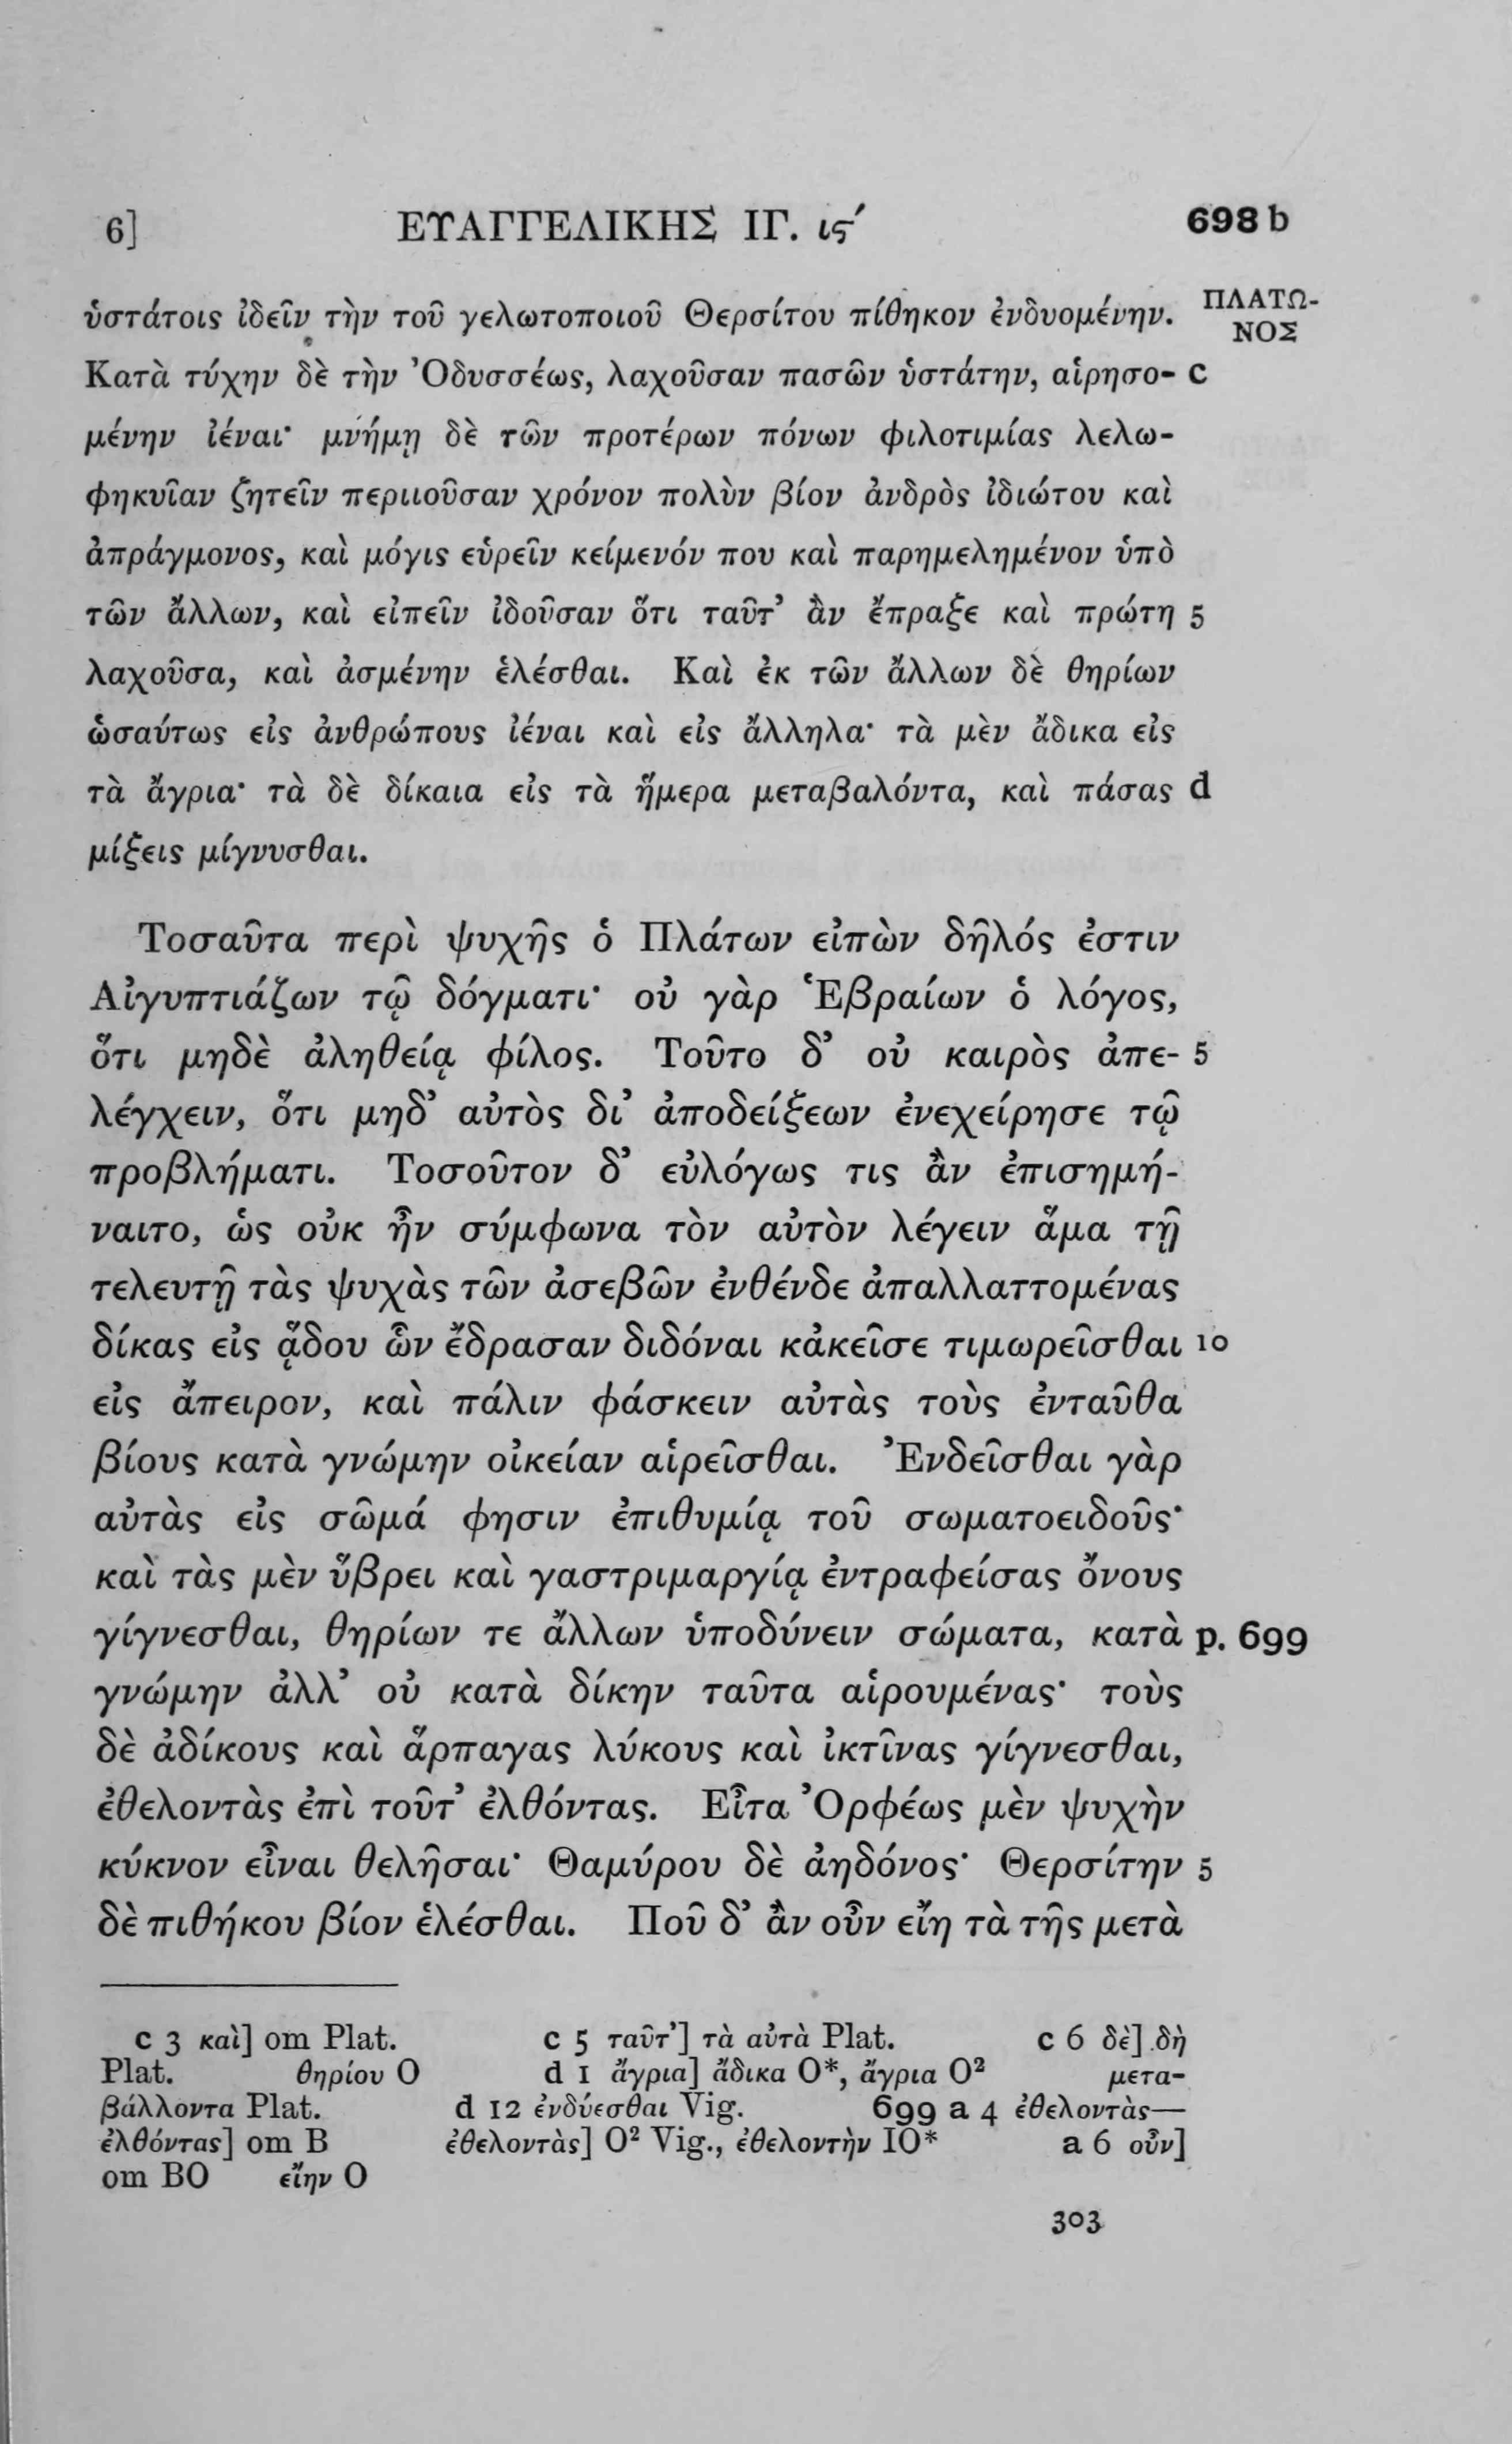 6] ΕΥΑΓΓΕΛΙΚΗΣ ΙΓ. ιϛ´ 698 b
ὑστάτοις ἰδεῖν τὴν τοῦ γελωτοποιοῦ Θερσίτου πίθηκον ἐνδυομένην. ΠΛΑΤΩ-
ΝΟΣ
Κατὰ τύχην δὲ τὴν Ὀδυσσέως, λαχοῦσαν πασῶν ὑστάτην, αἱρησο- c
μένην ἰέναι· μνήμῃ δὲ τῶν προτέρων πόνων φιλοτιμίας λελω-
φηκυῖαν ζητεῖν περιιοῦσαν χρόνον πολὺν βίον ἀνδρὸς ἰδιώτου καὶ
ἀπράγμονος, καὶ μόγις εὑρεῖν κείμενόν που καὶ παρημελημένον ὑπὸ
τῶν ἄλλων, καὶ εἰπεῖν ἰδοῦσαν ὅτι ταῦτ’ ἂν ἔπραξε καὶ πρώτη 5
λαχοῦσα, καὶ ἀσμένην ἑλέσθαι. Καὶ ἐκ τῶν ἄλλων δὲ θηρίων
ὡσαύτως εἰς ἀνθρώπους ἰέναι καὶ εἰς ἄλληλα· τὰ μὲν ἄδικα εἰς
τὰ ἄγρια· τὰ δὲ δίκαια εἰς τὰ ἥμερα μεταβαλόντα, καὶ πάσας d
μίξεις μίγνυσθαι.
Τοσαῦτα περὶ ψυχῆς ὁ Πλάτων εἰπὼν δῆλός ἐστιν
Αἰγυπτιάζων τῷ δόγματι· οὐ γὰρ Ἑβραίων ὁ λόγος,
ὅτι μηδὲ ἀληθείᾳ φίλος. Τοῦτο δ’ οὐ καιρὸς ἀπε- 5
λέγχειν, ὅτι μηδ’ αὐτὸς δι’ ἀποδείξεων ἐνεχείρησε τῷ
προβλήματι. Τοσοῦτον δ’ εὐλόγως τις ἂν ἐπισημή-
ναιτο, ὡς οὐκ ἦν σύμφωνα τὸν αὐτὸν λέγειν ἅμα τῇ
τελευτῇ τὰς ψυχὰς τῶν ἀσεβῶν ἐνθένδε ἀπαλλαττομένας
δίκας εἰς ᾅδου ὧν ἔδρασαν διδόναι κἀκεῖσε τιμωρεῖσθαι 10
εἰς ἄπειρον, καὶ πάλιν φάσκειν αὐτὰς τοὺς ἐνταῦθα
βίους κατὰ γνώμην οἰκείαν αἱρεῖσθαι. Ἐνδεῖσθαι γὰρ
αὐτὰς εἰς σῶμά φησιν ἐπιθυμίᾳ τοῦ σωματοειδοῦς·
καὶ τὰς μὲν ὕβρει καὶ γαστριμαργίᾳ ἐντραφείσας ὄνους
γίγνεσθαι, θηρίων τε ἄλλων ὑποδύνειν σώματα, κατὰ p. 699
γνώμην ἀλλ’ οὐ κατὰ δίκην ταῦτα αἱρουμένας· τοὺς
δὲ ἀδίκους καὶ ἅρπαγας λύκους καὶ ἰκτῖνας γίγνεσθαι,
ἐθελοντὰς ἐπὶ τοῦτ’ ἐλθόντας. Εἶτα Ὀρφέως μὲν ψυχὴν
κύκνον εἶναι θελῆσαι· Θαμύρου δὲ ἀηδόνος· Θερσίτην 5
δὲ πιθήκου βίον ἑλέσθαι. Ποῦ δ’ ἂν οὖν εἴη τὰ τῆς μετὰ
c 3 καὶ] om Plat. c 5 ταῦτ’] τὰ αὐτὰ Plat. c 6 δὲ] δὴ
Plat. θηρίου O d 1 ἄγρια] ἄδικα O*, ἄγρια O² μετα-
βάλλοντα Plat. d 12 ἐνδύεσθαι Vig. 699 a 4 ἐθελοντὰς—
ἐλθόντας] om B ἐθελοντὰς] O² Vig., ἐθελοντὴν IO* a 6 οὖν]
om BO εἴην O
303